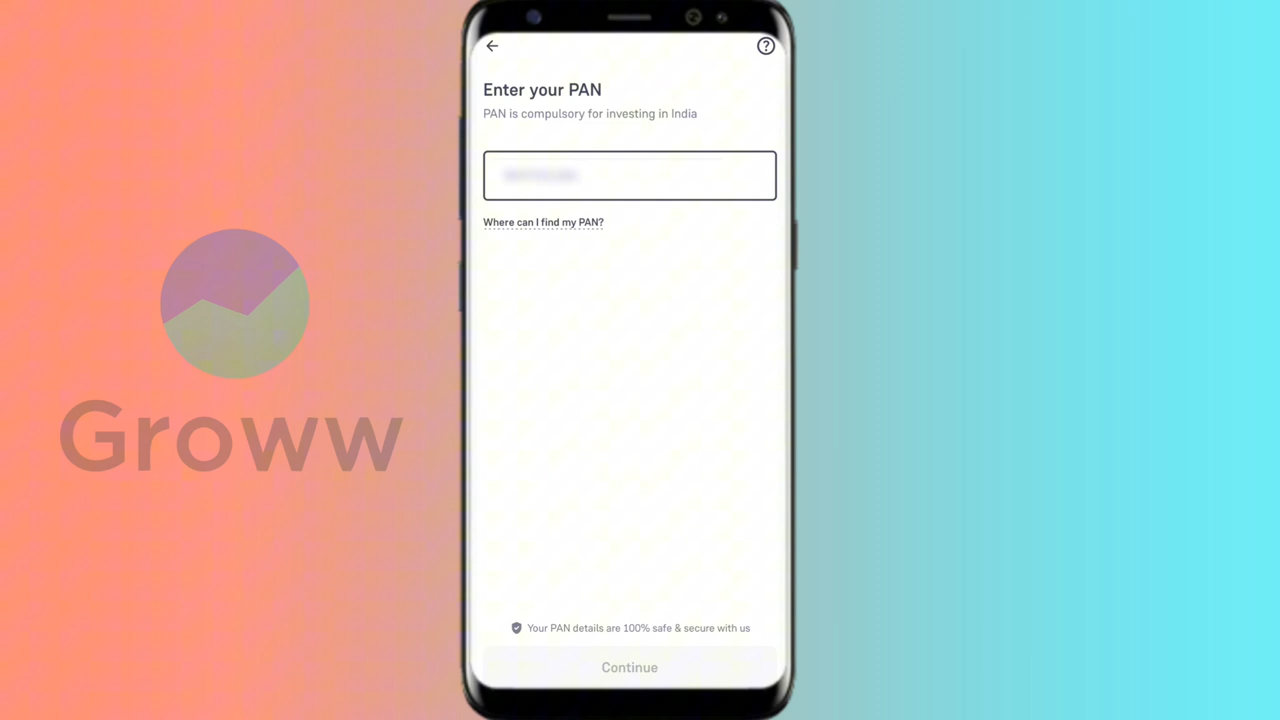 Enter your PAN
PAN is compulsory for investing in India
Where can I find my PAN?
Groww
Your PAN details are 100% safe & secure with us
Continue